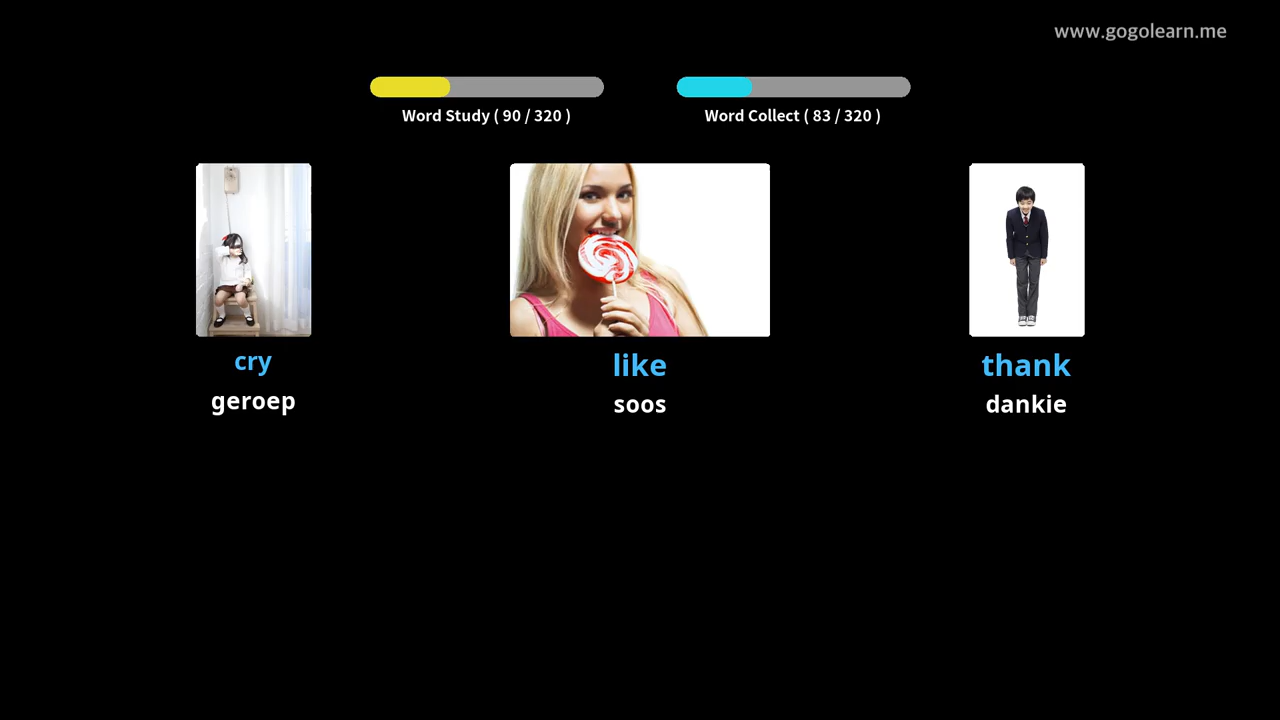 www.gogolearn.me
Word Study ( 90 / 320 )
Word Collect ( 83 / 320 )
cry
like
thank
geroep
soos
dankie